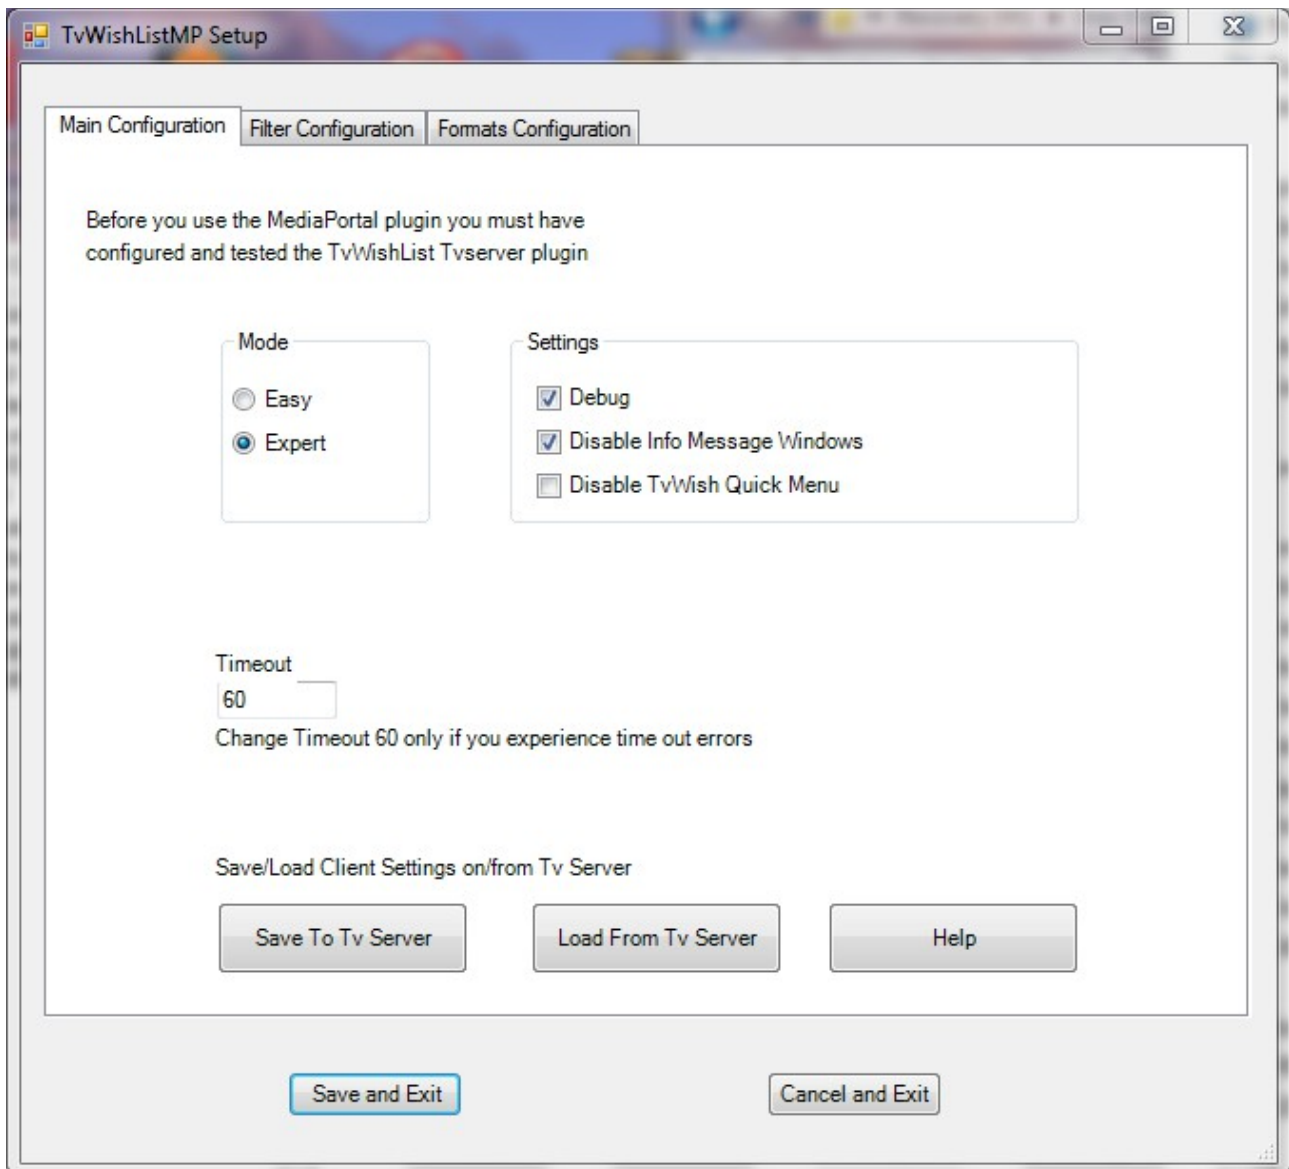 TvWishListMP Setup
Main Configuration Filter Configuration Formats Configuration
Before you use the MediaPortal plugin you must have
configured and tested the TvWishList Tvserver plugin
Mode
Easy
Expert
Settings
Debug
Disable Info Message Windows
Disable TvWish Quick Menu
Timeout
60
Change Timeout 60 only if you experience time out errors
Save/Load Client Settings on/from Tv Server
Save To Tv Server Load From Tv Server Help
Save and Exit Cancel and Exit